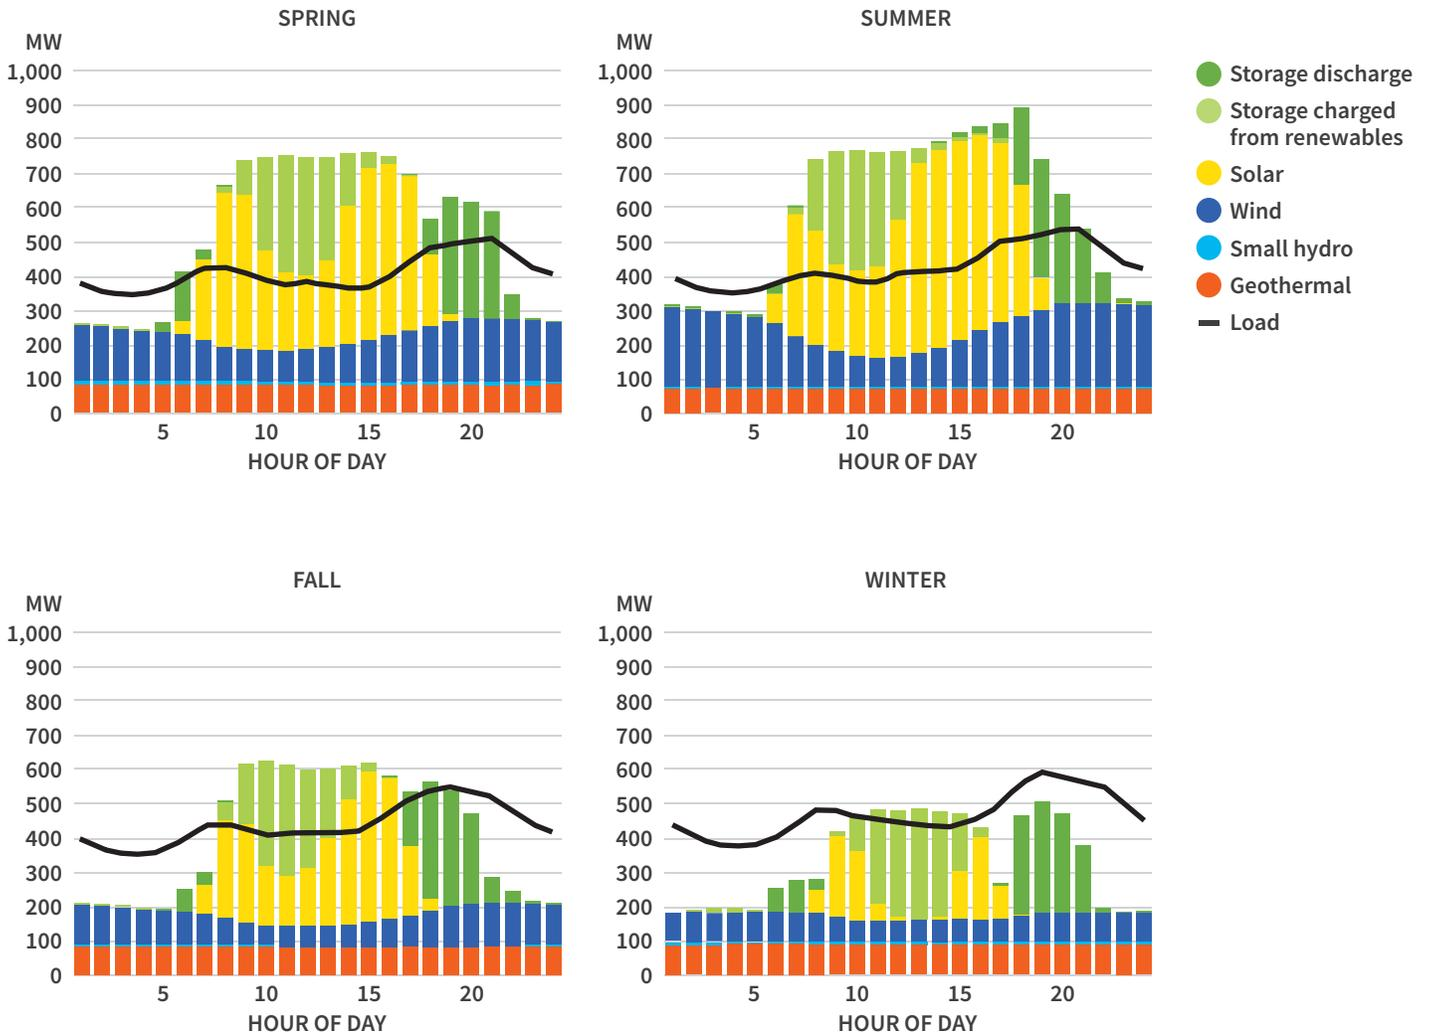 SPRING
MW
1,000
900
800
700
600
500
400
300
200
100
0
5 10 15 20
HOUR OF DAY
SUMMER
MW
1,000
900
800
700
600
500
400
300
200
100
0
5 10 15 20
HOUR OF DAY
Storage discharge
Storage charged
from renewables
Solar
Wind
Small hydro
Geothermal
Load
FALL
MW
1,000
900
800
700
600
500
400
300
200
100
0
5 10 15 20
HOUR OF DAY
WINTER
MW
1,000
900
800
700
600
500
400
300
200
100
0
5 10 15 20
HOUR OF DAY